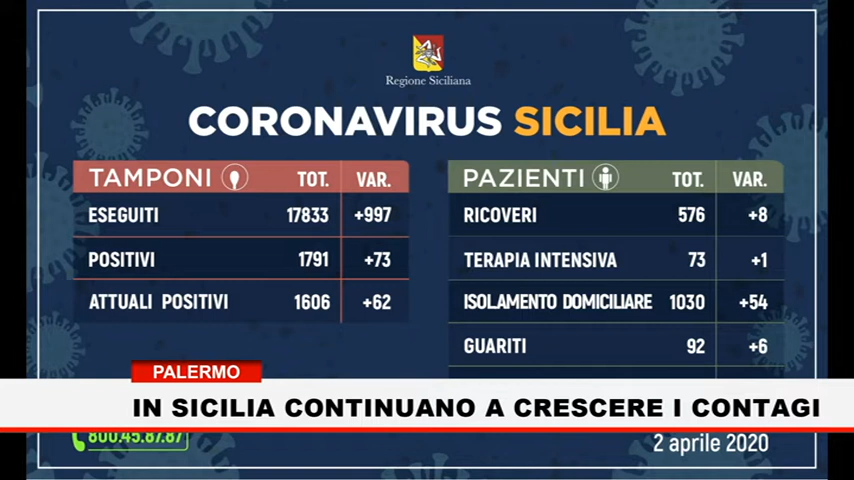 Regione Siciliana
CORONAVIRUS SICILIA
TAMPONI TOT. VAR.
ESEGUITI 17833 +997
POSITIVI 1791 +73
ATTUALI POSITIVI 1606 +62
PAZIENTI TOT. VAR.
RICOVERI 576 +8
TERAPIA INTENSIVA 73 +1
ISOLAMENTO DOMICILIARE 1030 +54
GUARITI 92 +6
PALERMO
IN SICILIA CONTINUANO A CRESCERE I CONTAGI
800.45.87.87
2 aprile 2020